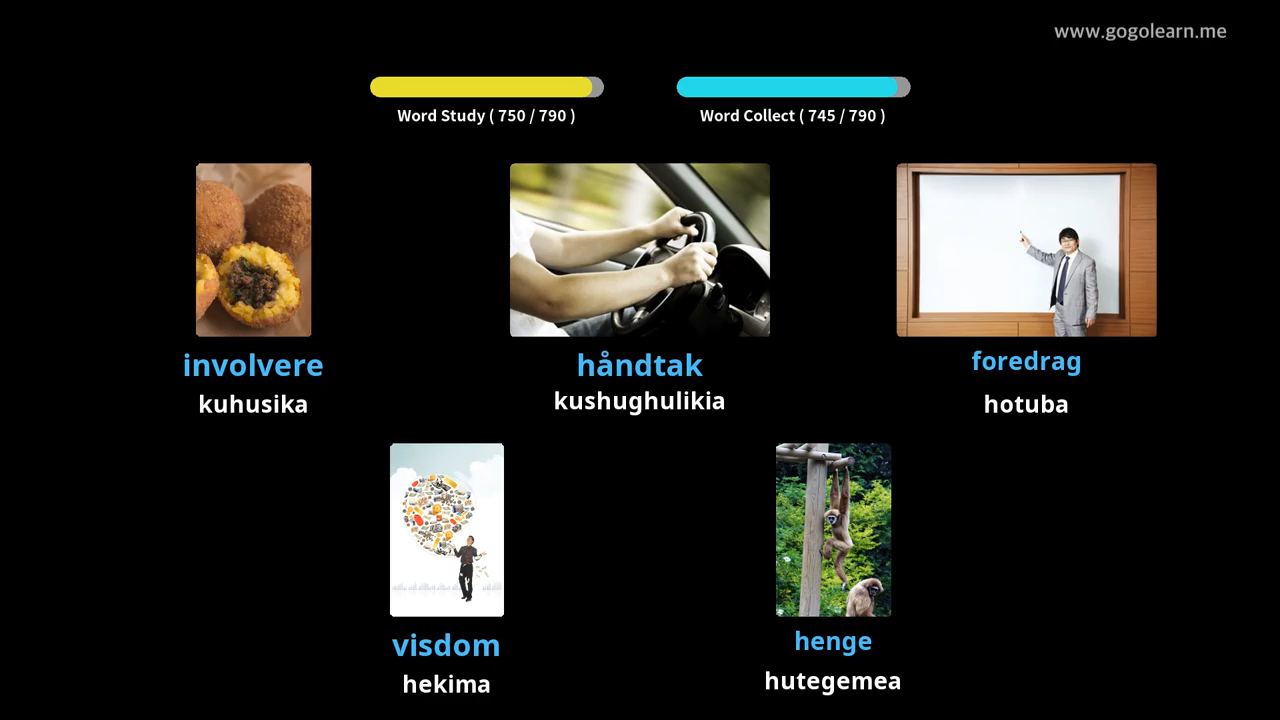 www.gogolearn.me
Word Study ( 750 / 790 )
Word Collect ( 745 / 790 )
involvere
kuhusika
håndtak
kushughulikia
foredrag
hotuba
visdom
hekima
henge
hutegemea